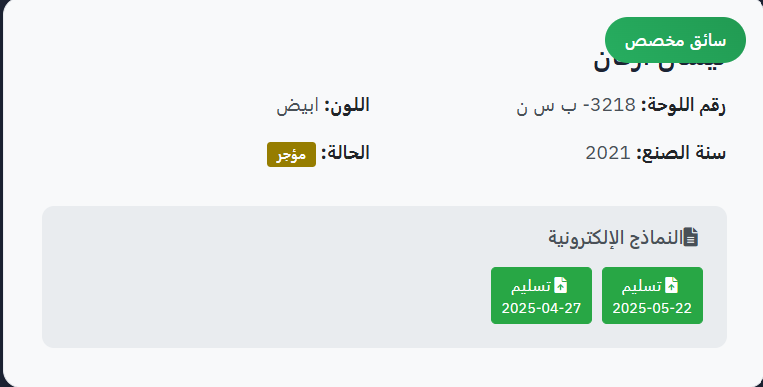 سائق مخصص
رقم اللوحة: 3218- ب س ن
اللون: ابيض
سنة الصنع: 2021
الحالة: مؤجر
النماذج الإلكترونية
تسليم
2025-05-22
تسليم
2025-04-27